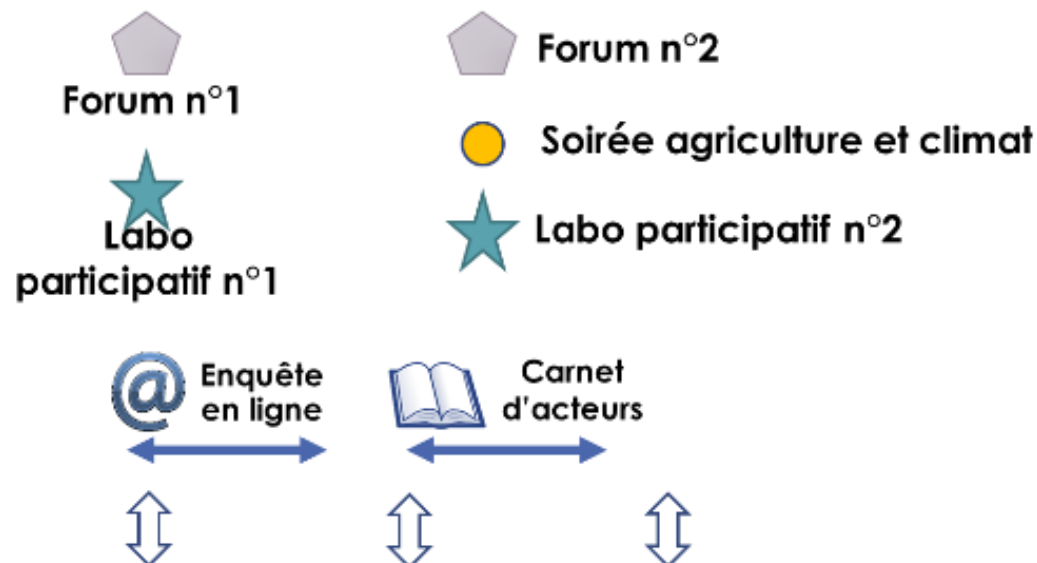 Forum n°1
Forum n°2
Soirée agriculture et climat
Labo
participatif n°1
Labo participatif n°2
@ Enquête
en ligne
Carnet
d'acteurs